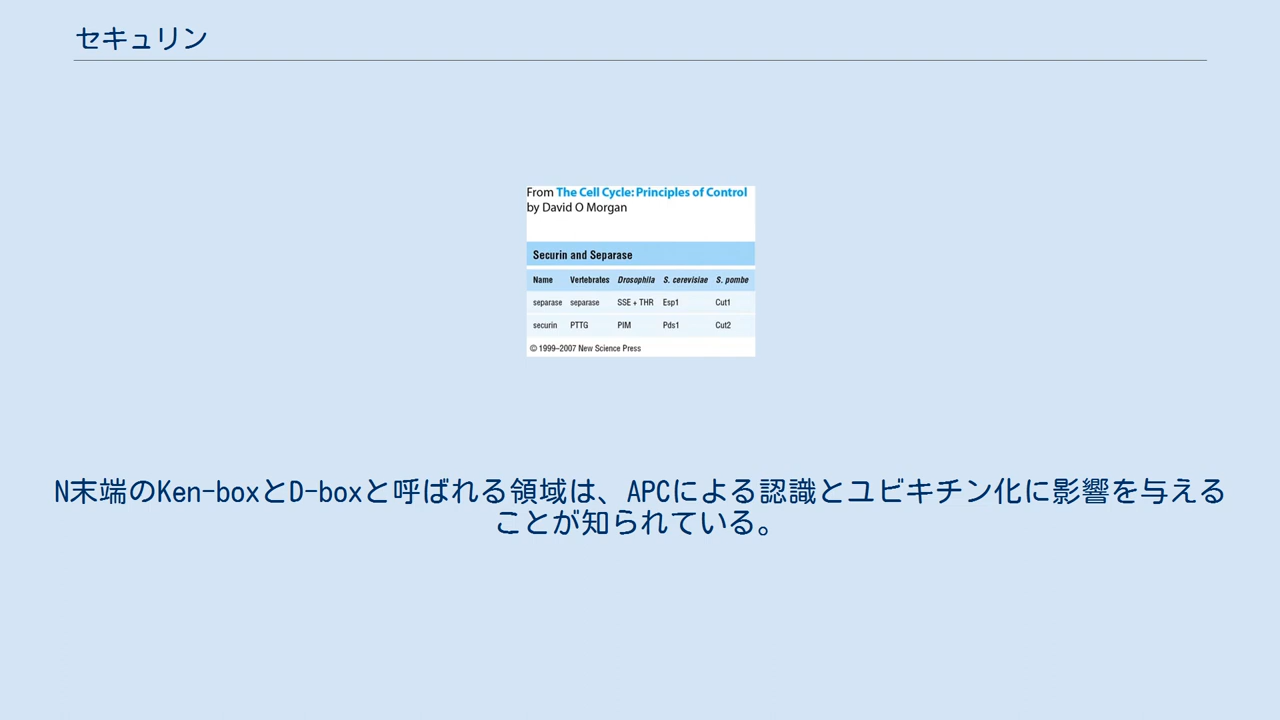 セキュリン
From The Cell Cycle: Principles of Control
by David O Morgan
Securin and Separase
Name Vertebrates Drosophila S. cerevisiae S. pombe
separase separase SSE + THR Esp1 Cut1
securin PTTG PIM Pds1 Cut2
© 1999–2007 New Science Press
N末端のKen-boxとD-boxと呼ばれる領域は、APCによる認識とユビキチン化に影響を与える
ことが知られている。